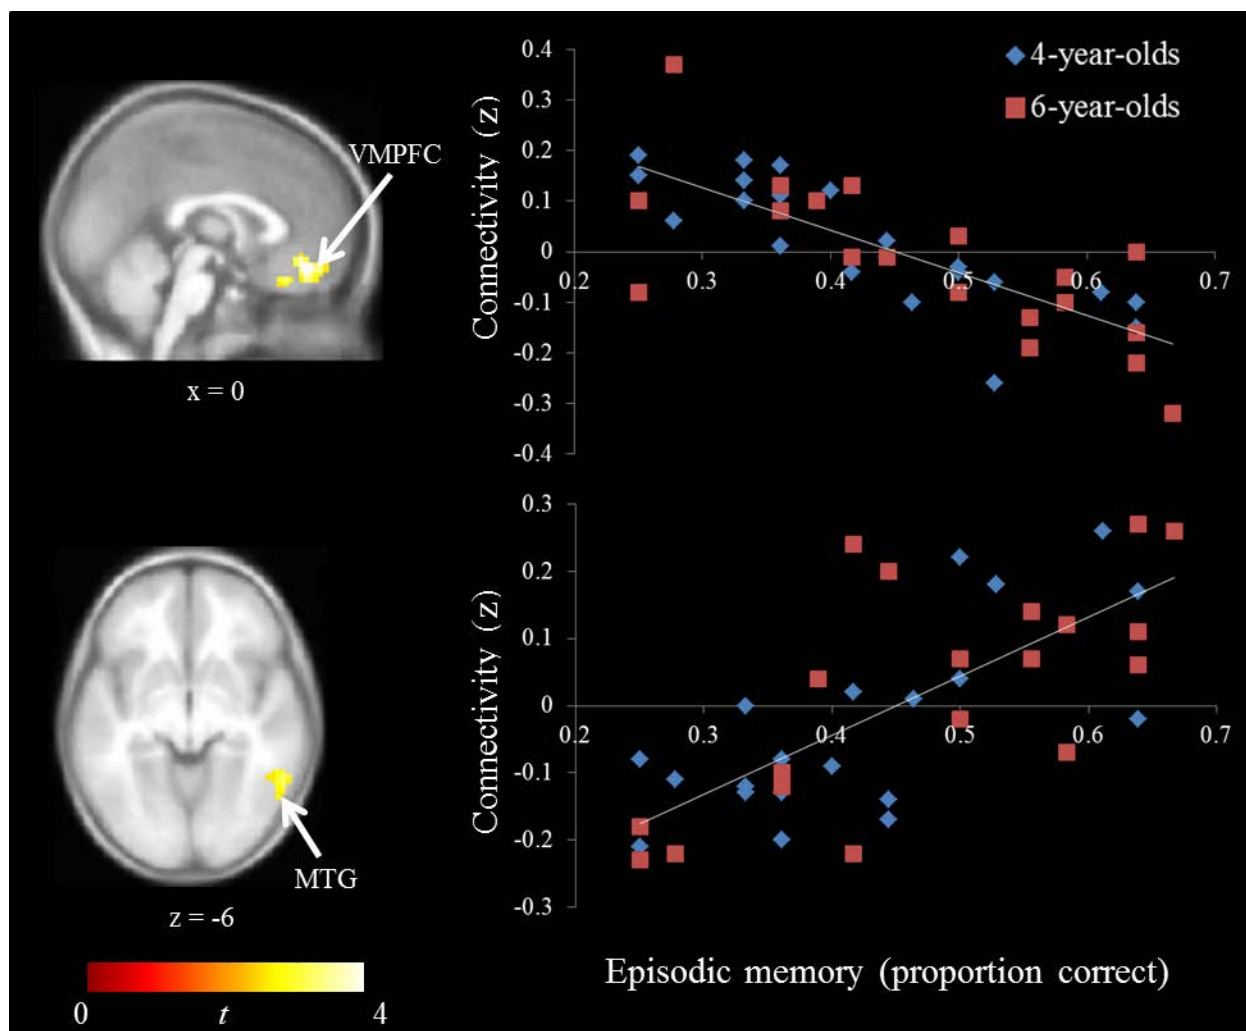 VMPFC
x = 0
4-year-olds
6-year-olds
Connectivity (z)
0.4
0.3
0.2
0.1
0
-0.1
-0.2
-0.3
-0.4
0.2 0.3 0.4 0.5 0.6 0.7
MTG
z = -6
Connectivity (z)
0.3
0.2
0.1
0
-0.1
-0.2
-0.3
0.2 0.3 0.4 0.5 0.6 0.7
Episodic memory (proportion correct)
0 t 4